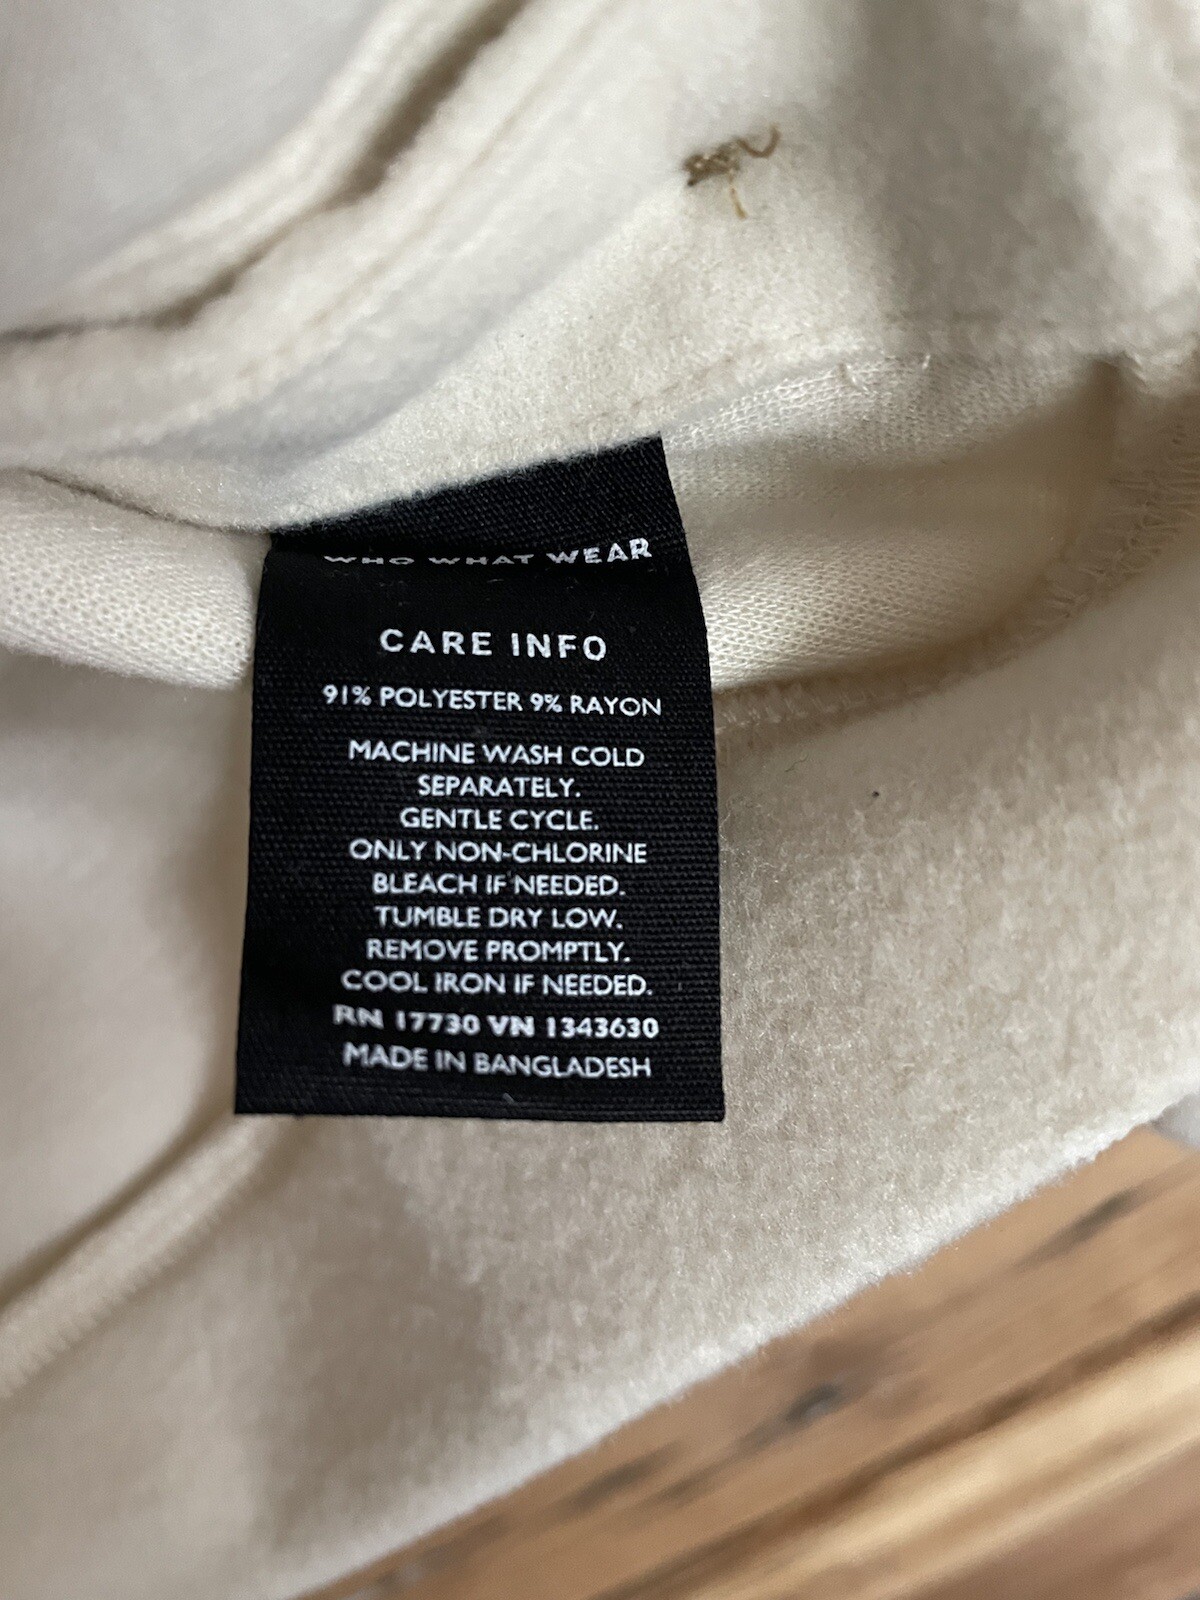 WHO WHAT WEAR
CARE INFO
91% POLYESTER 9% RAYON
MACHINE WASH COLD
SEPARATELY.
GENTLE CYCLE.
ONLY NON-CHLORINE
BLEACH IF NEEDED.
TUMBLE DRY LOW.
REMOVE PROMPTLY.
COOL IRON IF NEEDED.
RN 17730 VN 1343630
MADE IN BANGLADESH